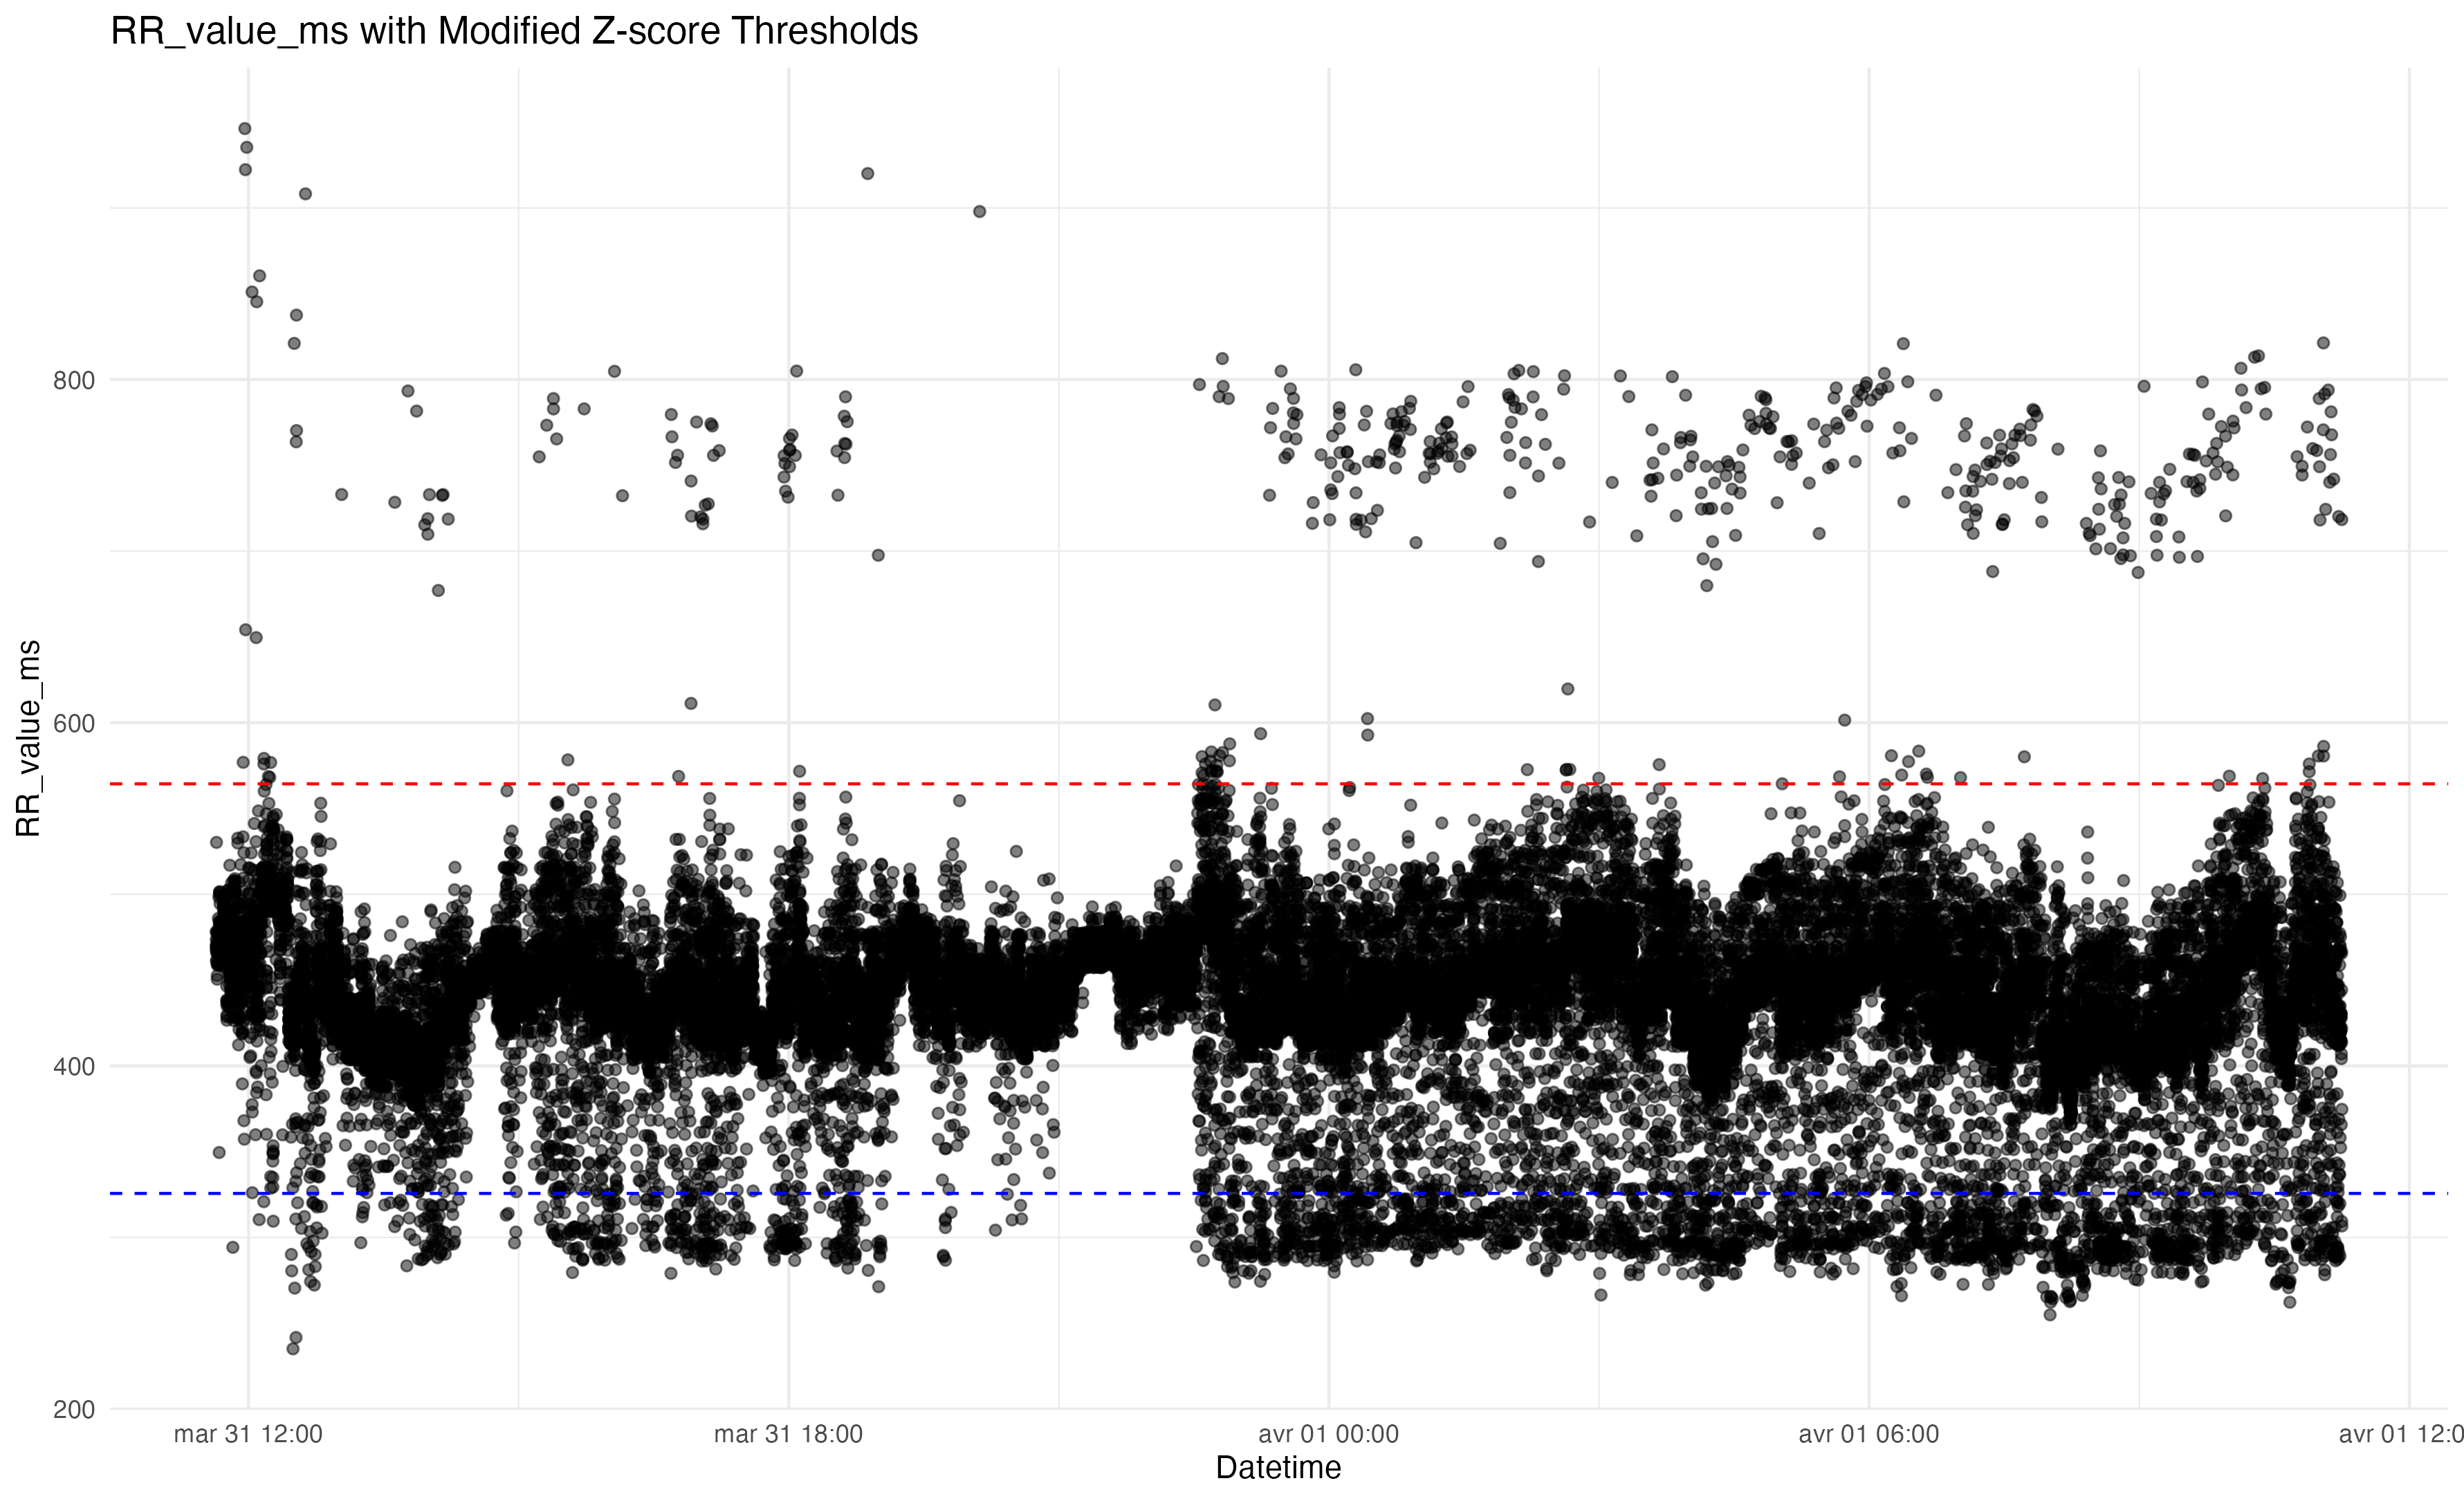 RR_value_ms with Modified Z-score Thresholds
RR_value_ms
800
600
400
200
mar 31 12:00
mar 31 18:00
avr 01 00:00
avr 01 06:00
avr 01 12:0
Datetime